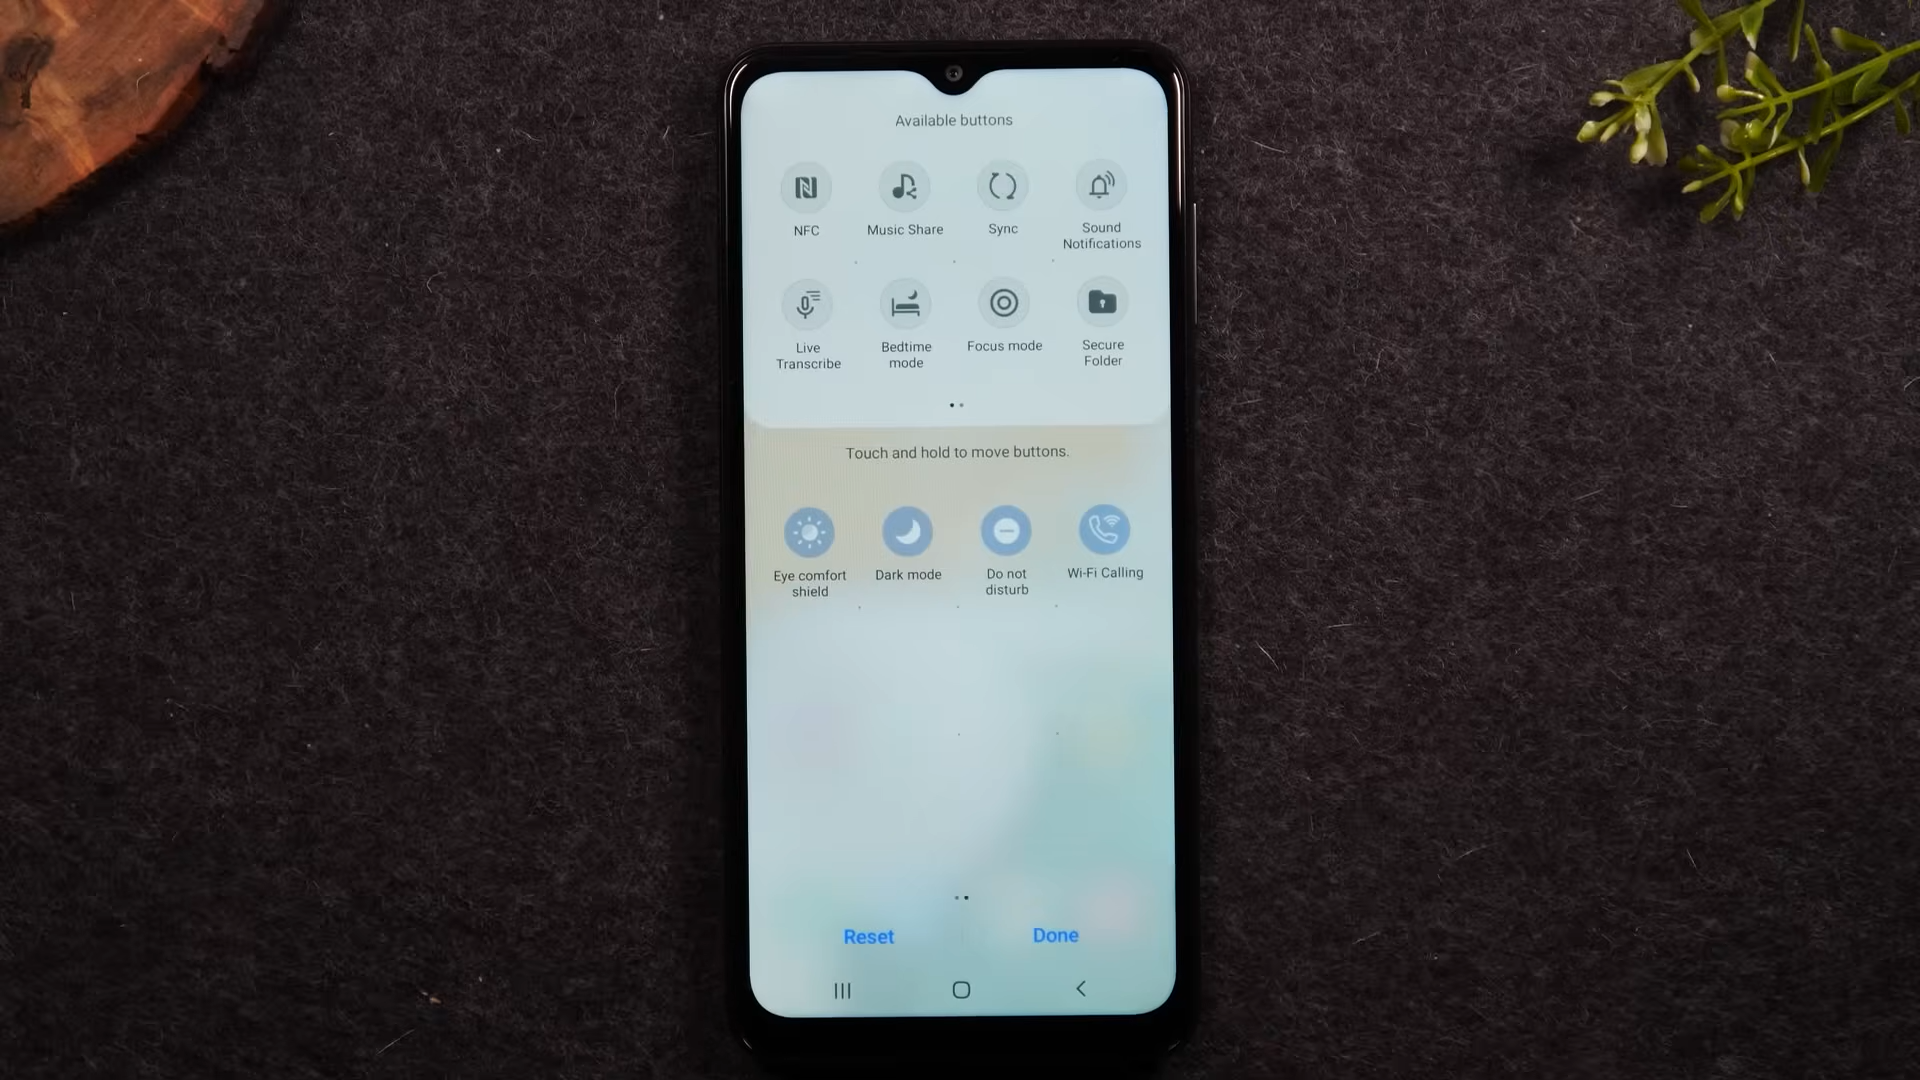 Available buttons
NFC
Music Share
Sync
Sound
Notifications
Live
Transcribe
Bedtime
mode
Focus mode
Secure
Folder
Touch and hold to move buttons.
Eye comfort
shield
Dark mode
Do not
disturb
Wi-Fi Calling
Reset
Done